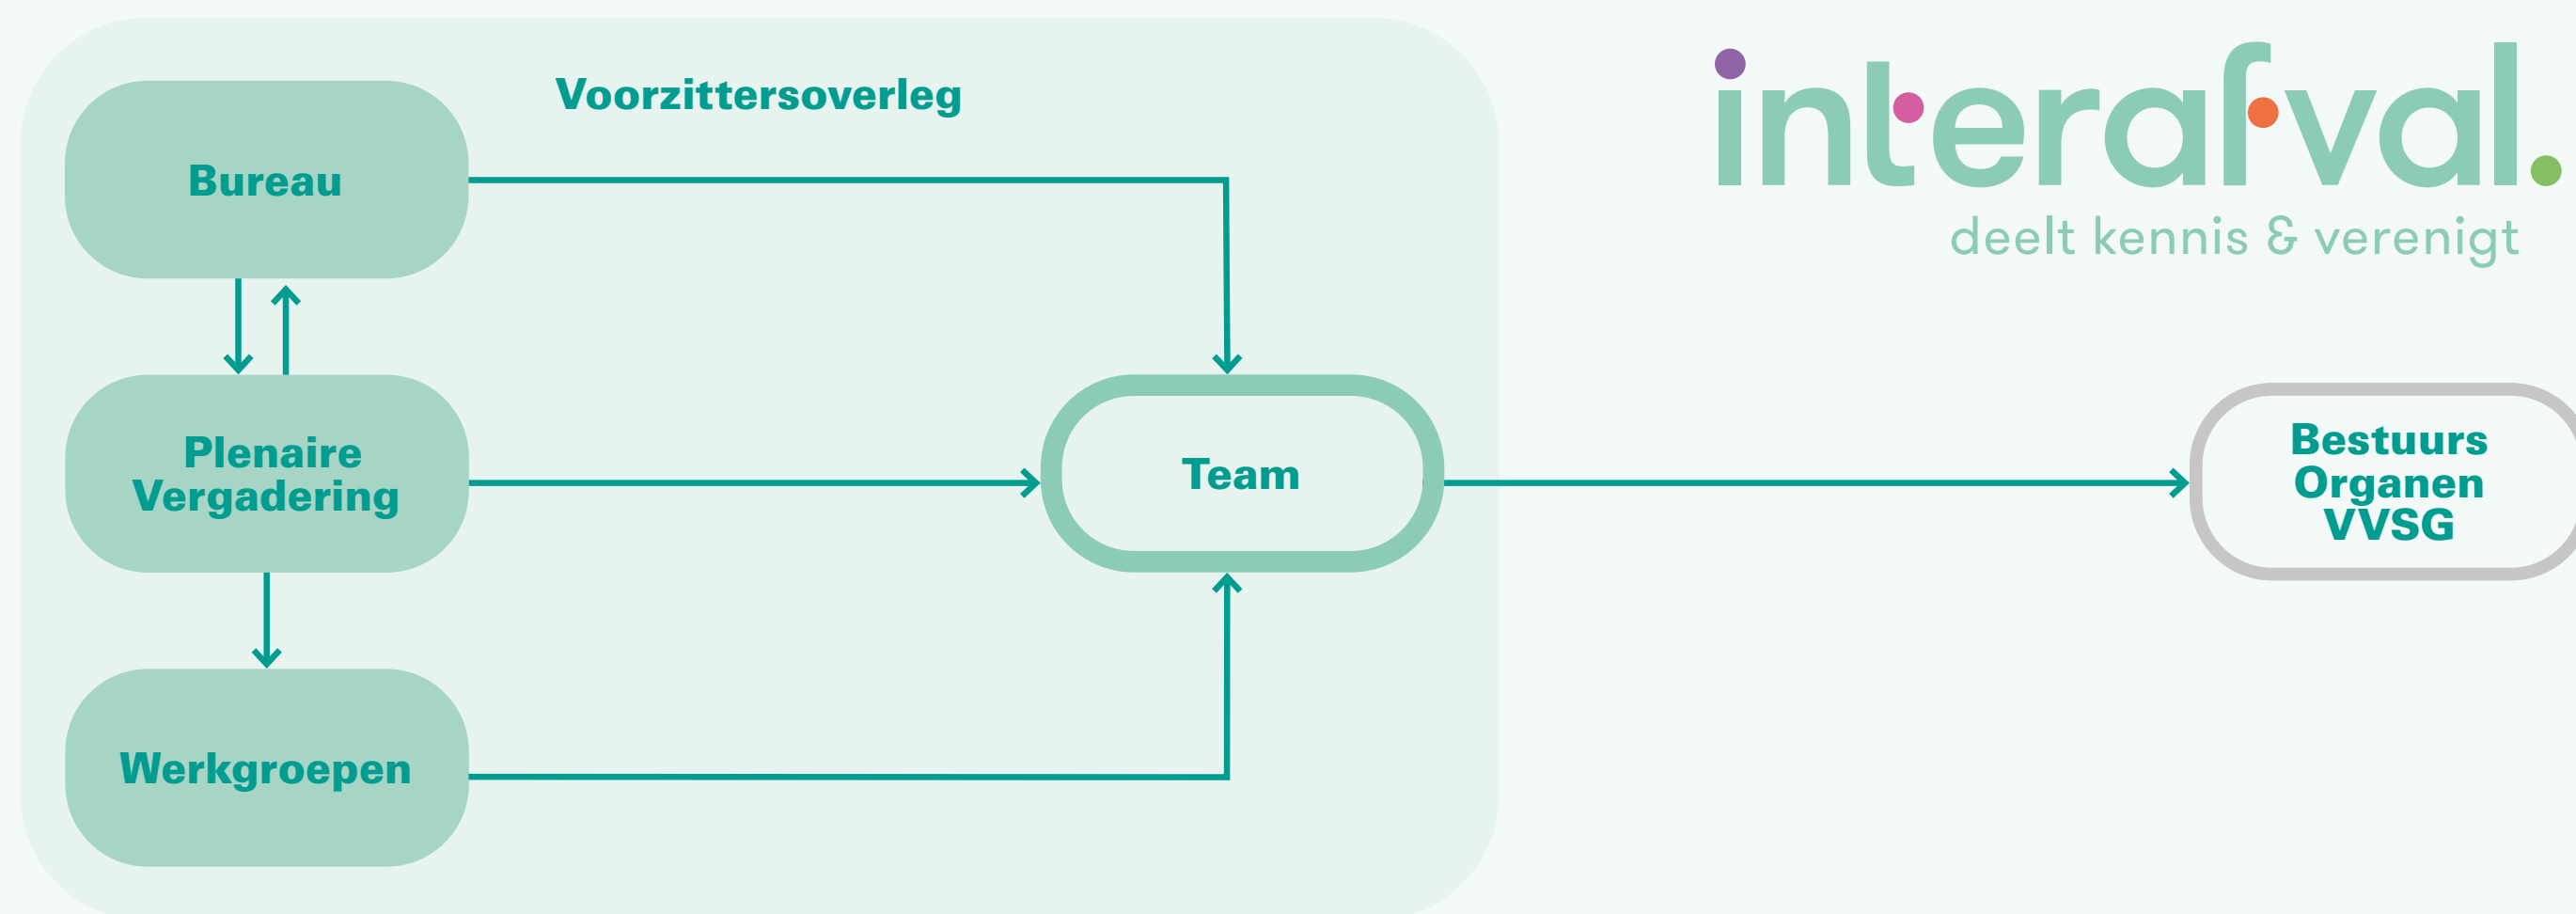 Voorzittersoverleg
Bureau
Plenaire
Vergadering
Werkgroepen
Team
interafval.
deelt kennis & verenigt
Bestuurs
Organen
VVSG